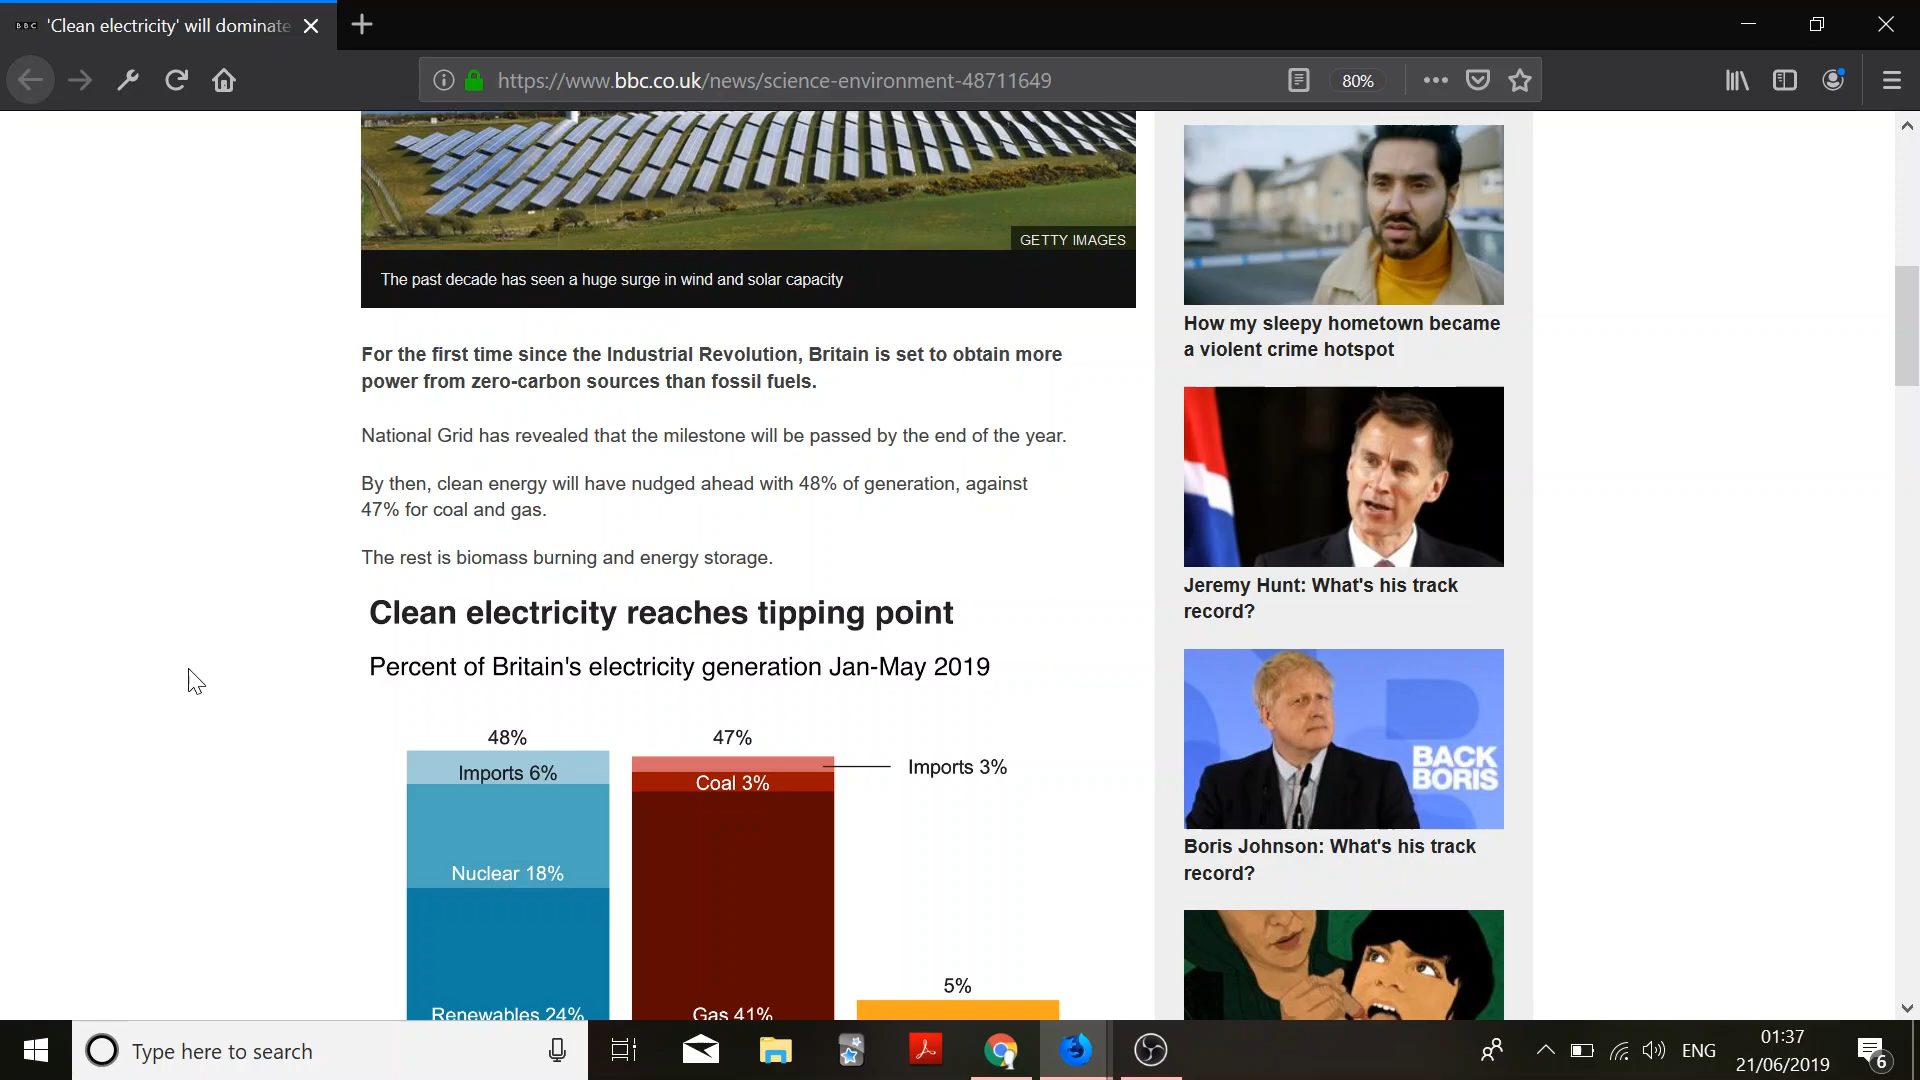 BBC 'Clean electricity' will dominate
https://www.bbc.co.uk/news/science-environment-48711649
80%
GETTY IMAGES
The past decade has seen a huge surge in wind and solar capacity
For the first time since the Industrial Revolution, Britain is set to obtain more
power from zero-carbon sources than fossil fuels.
National Grid has revealed that the milestone will be passed by the end of the year.
By then, clean energy will have nudged ahead with 48% of generation, against
47% for coal and gas.
The rest is biomass burning and energy storage.
Clean electricity reaches tipping point
Percent of Britain's electricity generation Jan-May 2019
48%
Imports 6%
Nuclear 18%
Renewables 24%
47%
Imports 3%
Coal 3%
Gas 41%
5%
How my sleepy hometown became
a violent crime hotspot
Jeremy Hunt: What's his track
record?
BACK
BORIS
Boris Johnson: What's his track
record?
Type here to search
ENG
01:37
21/06/2019
6